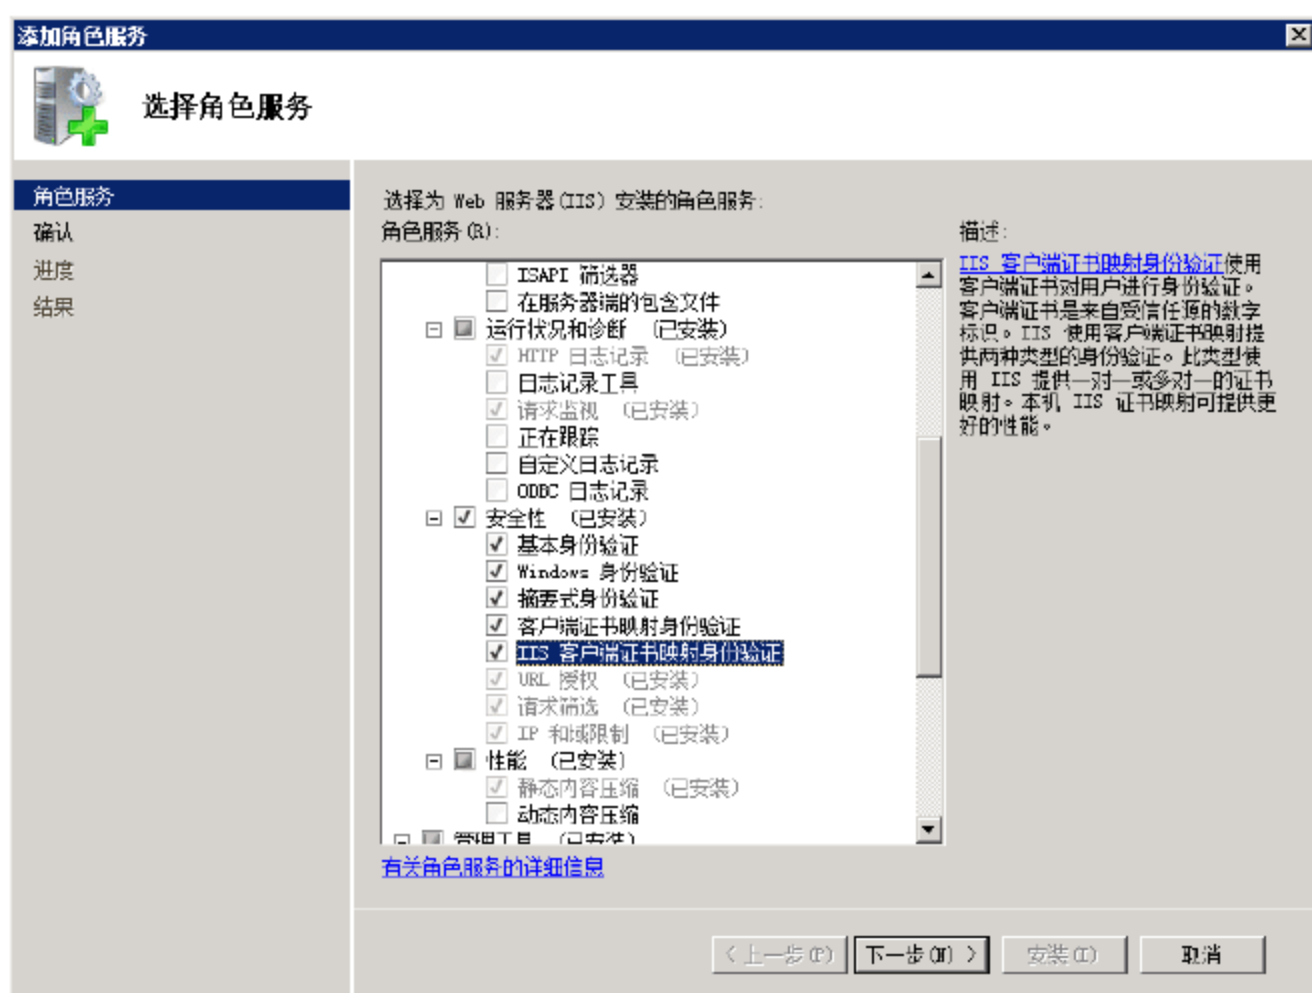 添加角色服务
选择角色服务
角色服务
确认
进度
结果
选择为 Web 服务器(IIS) 安装的角色服务:
角色服务(R):
ISAPI 筛选器
在服务器端的包含文件
运行状况和诊断 (已安装)
HTTP 日志记录 (已安装)
日志记录工具
请求监视 (已安装)
正在跟踪
自定义日志记录
ODBC 日志记录
安全性 (已安装)
基本身份验证
Windows 身份验证
摘要式身份验证
客户端证书映射身份验证
IIS 客户端证书映射身份验证
URL 授权 (已安装)
请求筛选 (已安装)
IP 和域限制 (已安装)
性能 (已安装)
静态内容压缩 (已安装)
动态内容压缩
管理工具 (已安装)
有关角色服务的详细信息
描述:
IIS 客户端证书映射身份验证使用
客户端证书对用户进行身份验证。
客户端证书是来自受信任源的数字
标识。IIS 使用客户端证书映射提
供两种类型的身份验证。此类型使
用 IIS 提供一对一或多对一的证书
映射。本机 IIS 证书映射可提供更
好的性能。
< 上一步(P)
下一步(N) >
安装(I)
取消